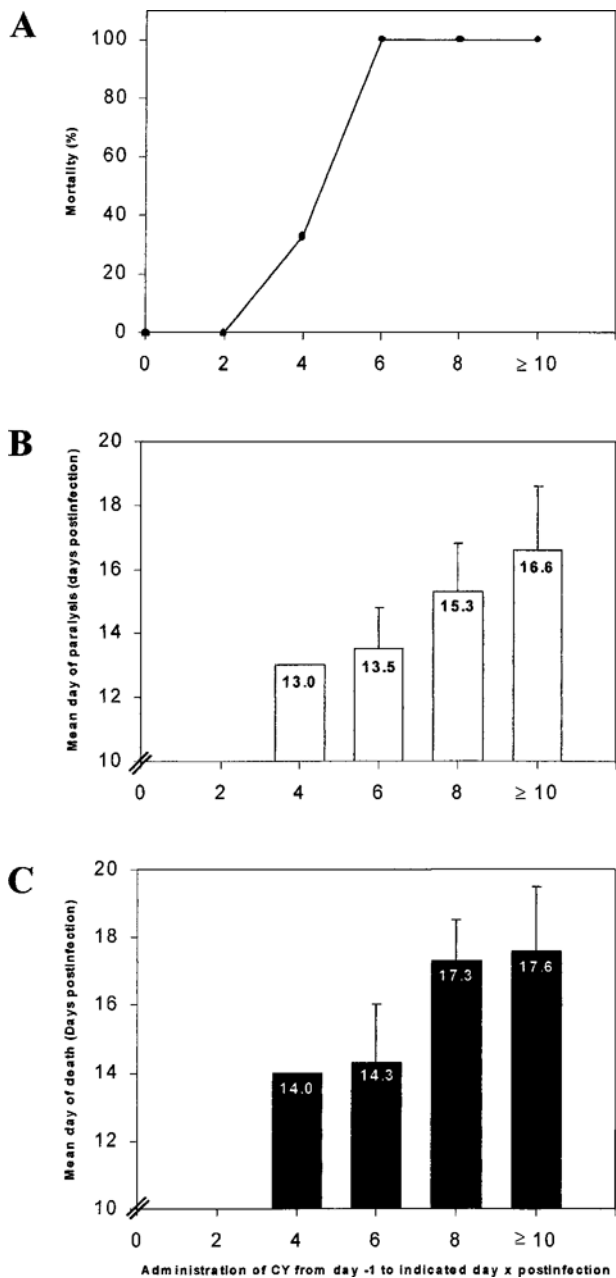 A
Mortality (%)
100
80
60
40
20
0
0 2 4 6 8 ≥ 10
B
Mean day of paralysis (days postinfection)
20
18
16
14
12
10
13.0
13.5
15.3
16.6
0 2 4 6 8 ≥ 10
C
Mean day of death (Days postinfection)
20
18
16
14
12
10
14.0
14.3
17.3
17.6
0 2 4 6 8 ≥ 10
Administration of CY from day -1 to indicated day x postinfection